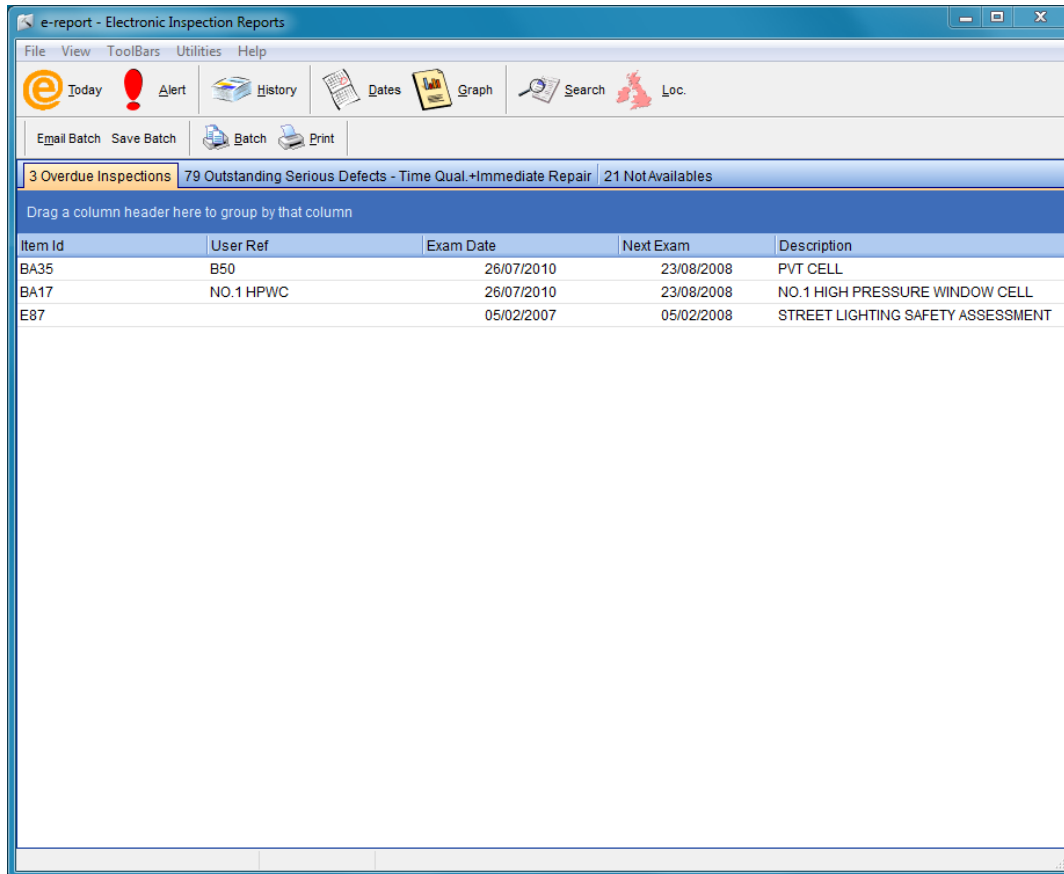 e-report - Electronic Inspection Reports
File View ToolBars Utilities Help
Today Alert History Dates Graph Search Loc.
Email Batch Save Batch Batch Print
3 Overdue Inspections 79 Outstanding Serious Defects - Time Qual.+Immediate Repair 21 Not Availables
Drag a column header here to group by that column
Item Id User Ref Exam Date Next Exam Description
BA35 B50 26/07/2010 23/08/2008 PVT CELL
BA17 NO.1 HPWC 26/07/2010 23/08/2008 NO.1 HIGH PRESSURE WINDOW CELL
E87 05/02/2007 05/02/2008 STREET LIGHTING SAFETY ASSESSMENT